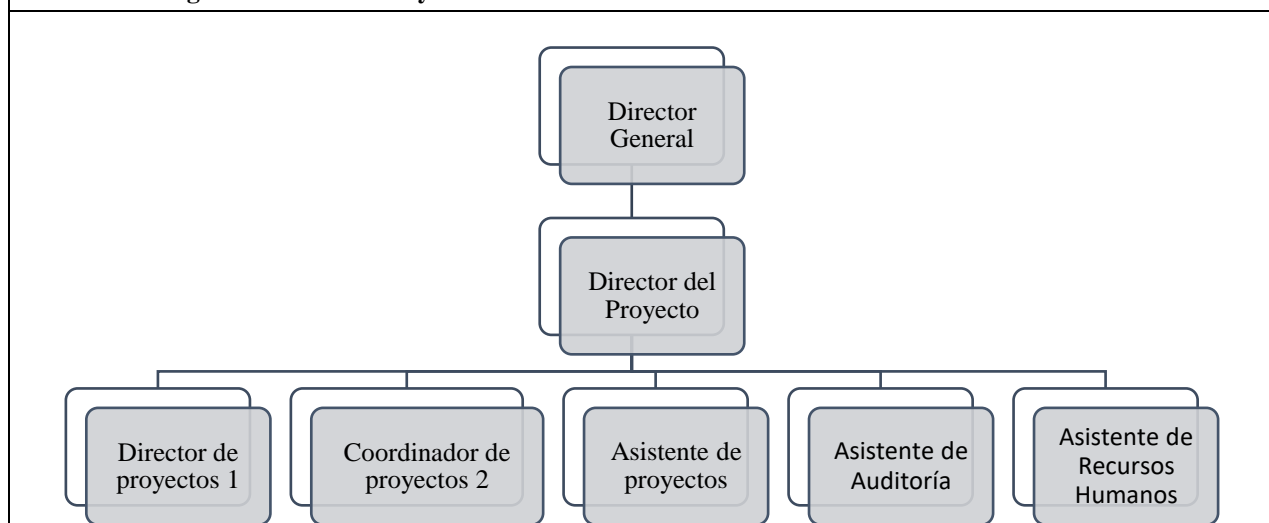 Director
General
Director del
Proyecto
Director de
proyectos 1
Coordinador de
proyectos 2
Asistente de
proyectos
Asistente de
Auditoría
Asistente de
Recursos
Humanos